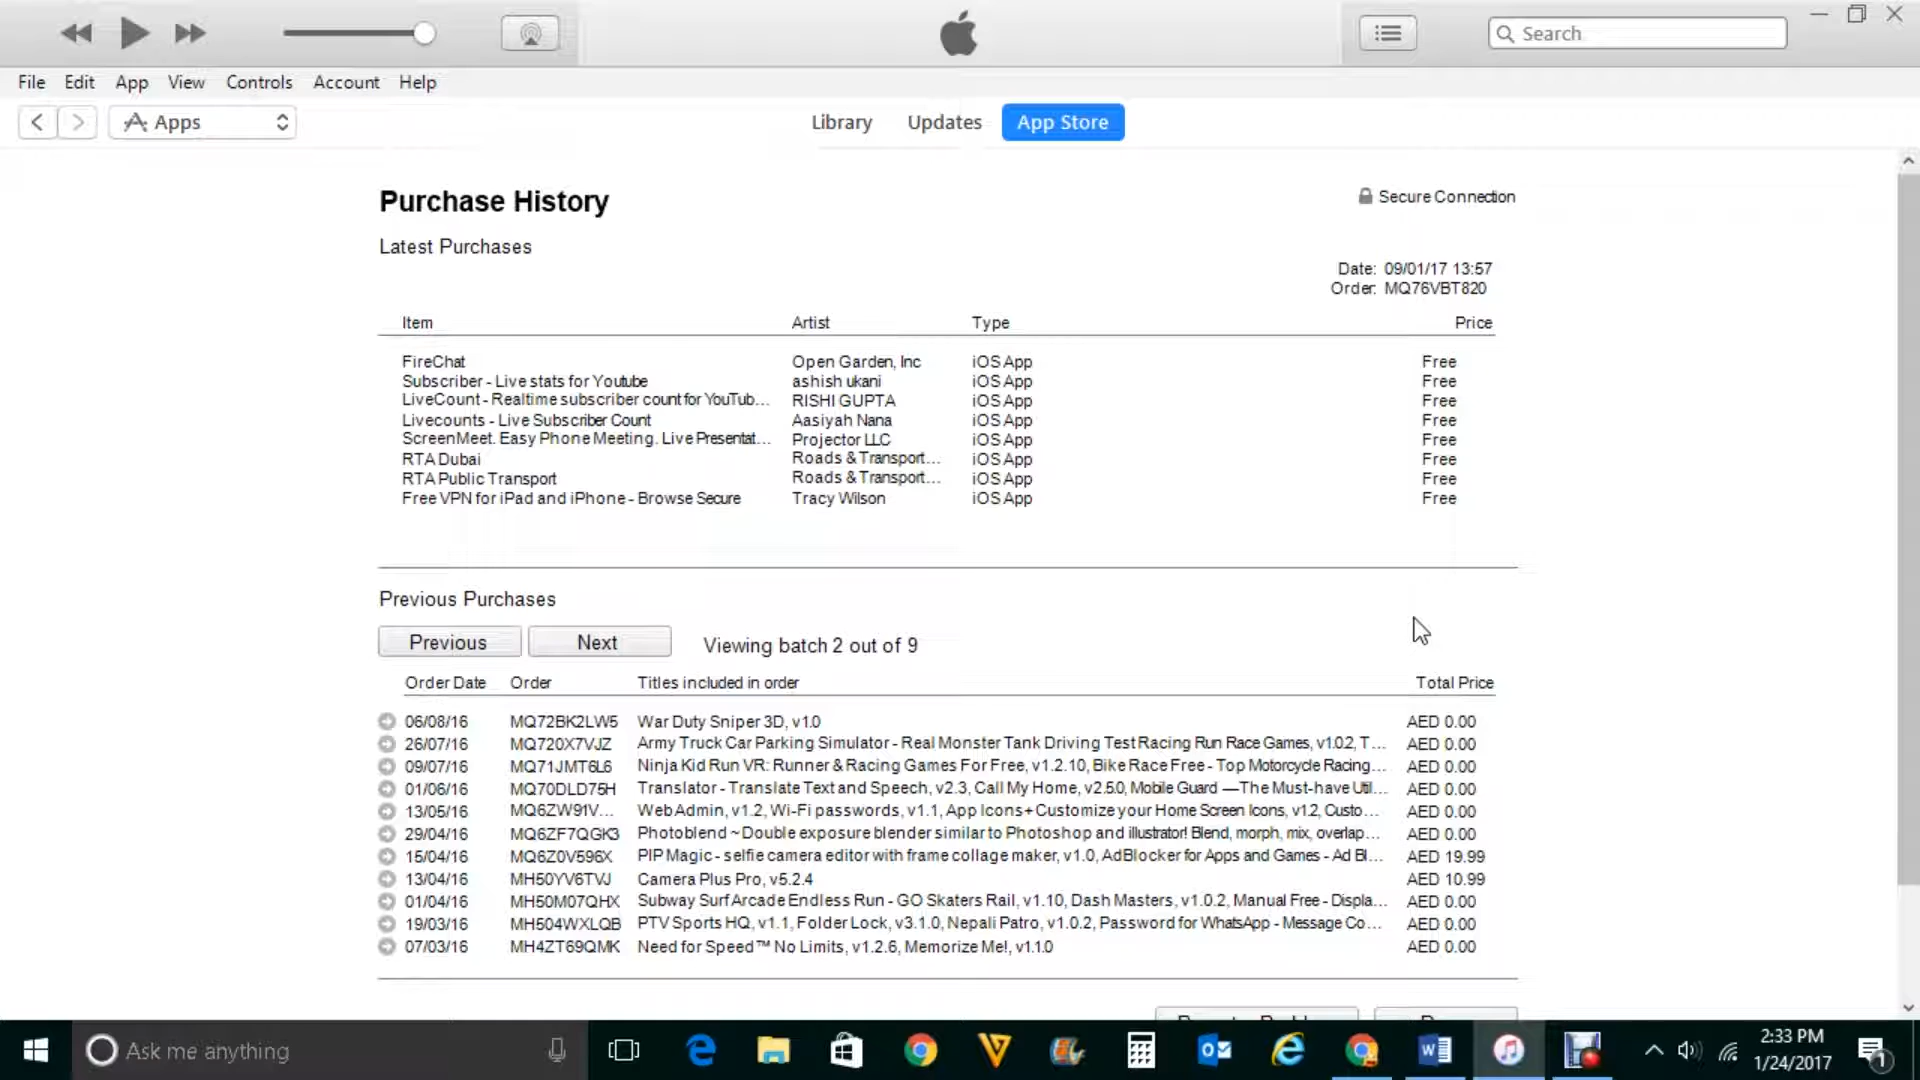 Search
File Edit App View Controls Account Help
Apps Library Updates App Store
Purchase History Secure Connection
Latest Purchases
Date: 09/01/17 13:57
Order: MQ76VBT820
Item Artist Type Price
FireChat Open Garden, Inc iOS App Free
Subscriber - Live stats for Youtube ashish ukani iOS App Free
LiveCount - Realtime subscriber count for YouTub... RISHI GUPTA iOS App Free
Livecounts - Live Subscriber Count Aasiyah Nana iOS App Free
ScreenMeet. Easy Phone Meeting. Live Presentat... Projector LLC iOS App Free
RTA Dubai Roads & Transport... iOS App Free
RTA Public Transport Roads & Transport... iOS App Free
Free VPN for iPad and iPhone - Browse Secure Tracy Wilson iOS App Free
Previous Purchases
Previous Next Viewing batch 2 out of 9
Order Date Order Titles included in order Total Price
06/08/16 MQ72BK2LW5 War Duty Sniper 3D, v1.0 AED 0.00
26/07/16 MQ720X7VJZ Army Truck Car Parking Simulator - Real Monster Tank Driving Test Racing Run Race Games, v1.0.2, T... AED 0.00
09/07/16 MQ71JMT6L6 Ninja Kid Run VR: Runner & Racing Games For Free, v1.2.10, Bike Race Free - Top Motorcycle Racing... AED 0.00
01/06/16 MQ70DLD75H Translator - Translate Text and Speech, v2.3, Call My Home, v2.5.0, Mobile Guard — The Must-have Util... AED 0.00
13/05/16 MQ6ZW91V... WebAdmin, v1.2, Wi-Fi passwords, v1.1, App Icons+ Customize your Home Screen Icons, v1.2, Custo... AED 0.00
29/04/16 MQ6ZF7QGK3 Photoblend ~ Double exposure blender similar to Photoshop and illustrator! Blend, morph, mix, overlap... AED 0.00
15/04/16 MQ6Z0V596X PIP Magic - selfie camera editor with frame collage maker, v1.0, AdBlocker for Apps and Games - Ad Bl... AED 19.99
13/04/16 MH50YV6TVJ Camera Plus Pro, v5.2.4 AED 10.99
01/04/16 MH50M07QHX Subway Surf Arcade Endless Run - GO Skaters Rail, v1.10, Dash Masters, v1.0.2, Manual Free - Displa... AED 0.00
19/03/16 MH504WXLQB PTV Sports HQ, v1.1, Folder Lock, v3.1.0, Nepali Patro, v1.0.2, Password for WhatsApp - Message Co... AED 0.00
07/03/16 MH4ZT69QMK Need for Speed™ No Limits, v1.2.6, Memorize Me!, v1.1.0 AED 0.00
Ask me anything
2:33 PM
1/24/2017
1